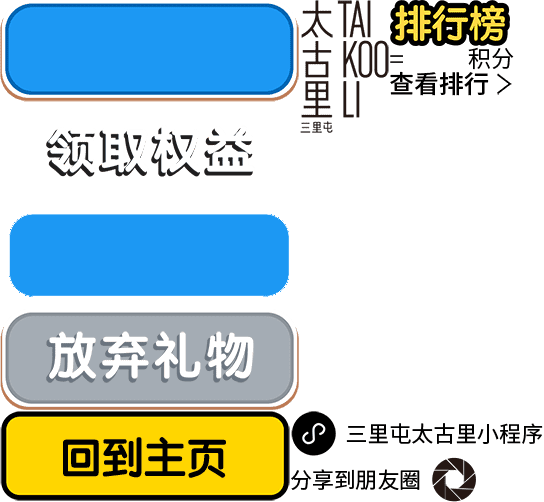 太古里
TAI
KOO
LI
三里屯
排行榜
=
积分
查看排行 >
领取权益
放弃礼物
回到主页
三里屯太古里小程序
分享到朋友圈